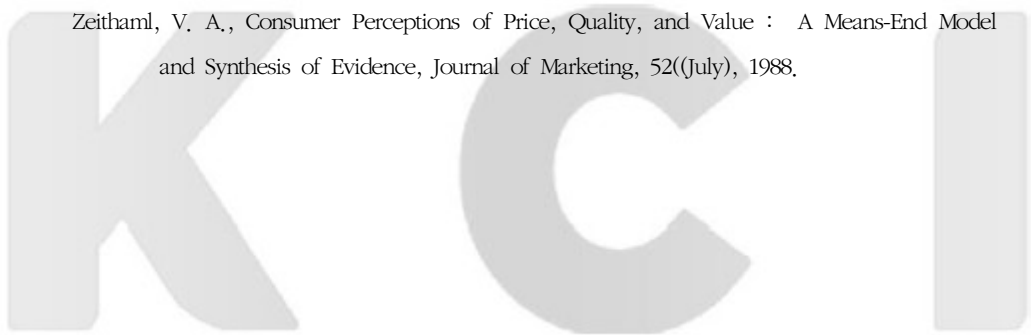 Zeithaml, V. A., Consumer Perceptions of Price, Quality, and Value : A Means-End Model
and Synthesis of Evidence, Journal of Marketing, 52((July), 1988.
KCI